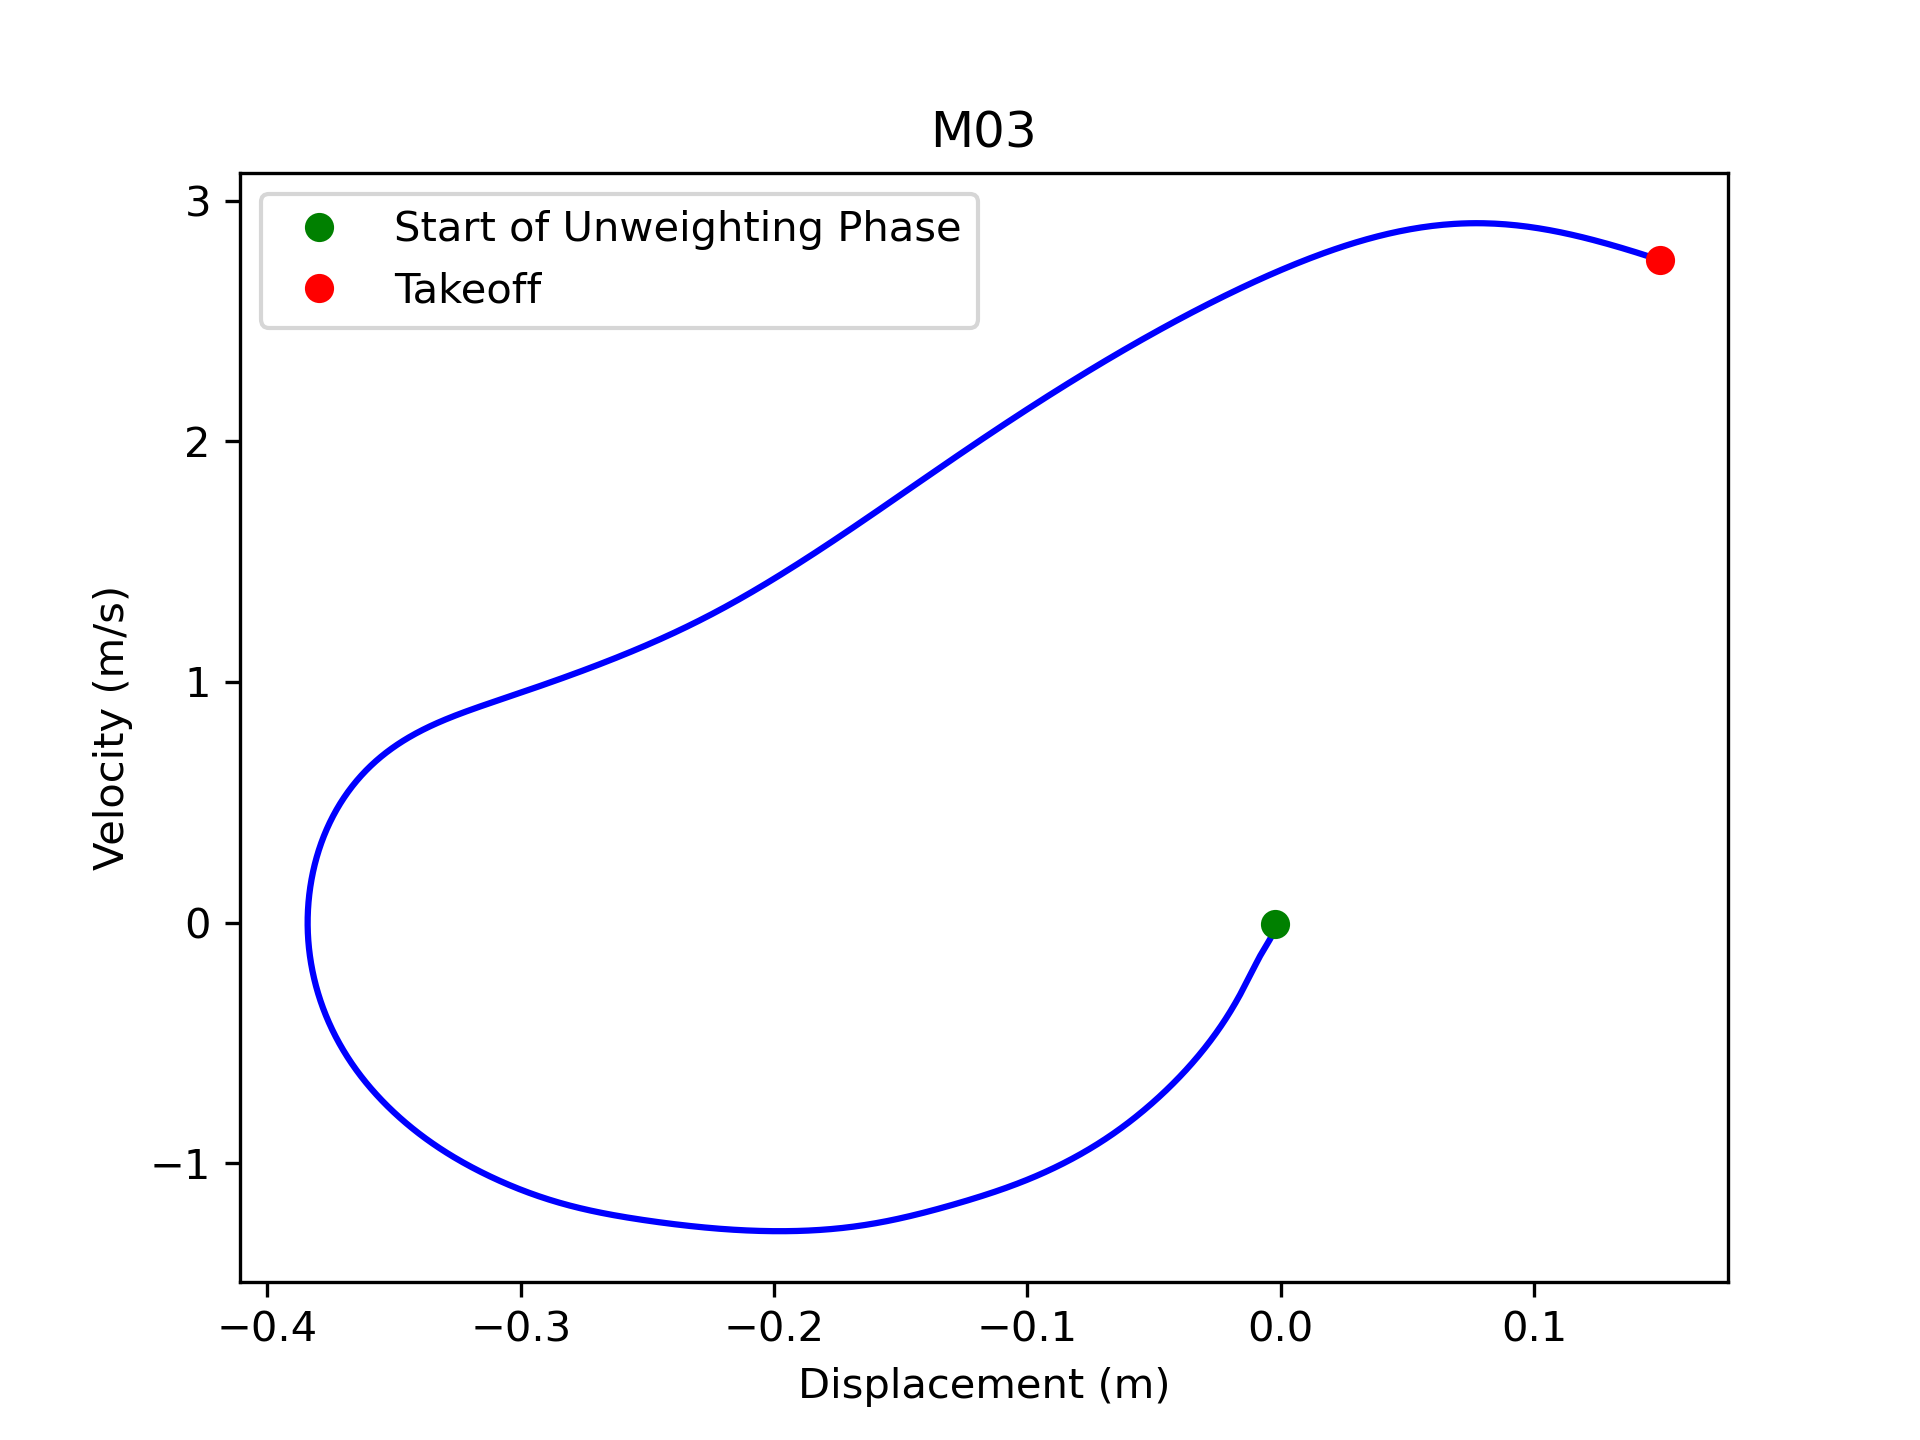 M03
Start of Unweighting Phase
Takeoff
3
2
1
0
−1
Velocity (m/s)
−0.4 −0.3 −0.2 −0.1 0.0 0.1
Displacement (m)